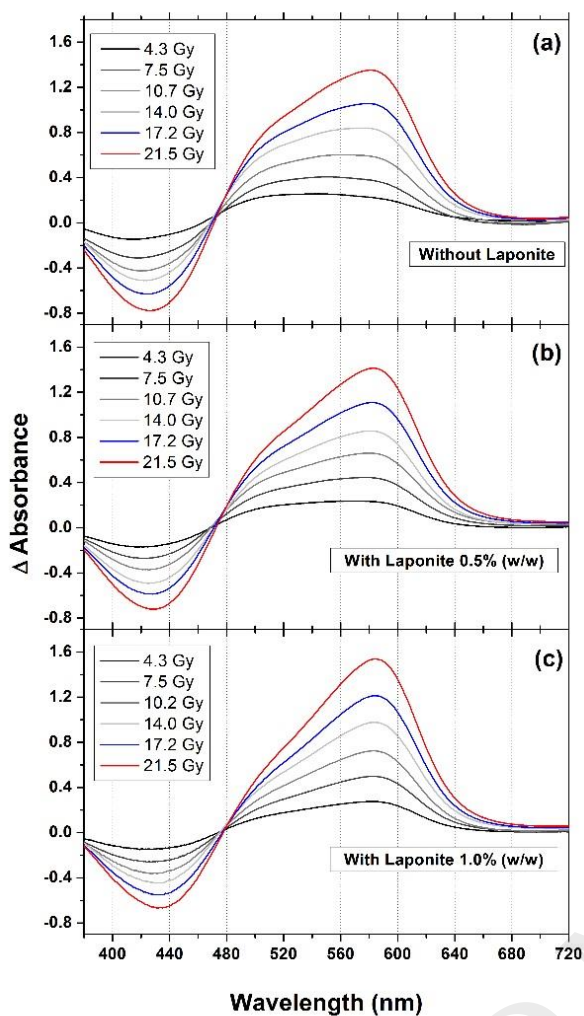 1.6
1.2
0.8
0.4
0.0
-0.4
-0.8
4.3 Gy
7.5 Gy
10.7 Gy
14.0 Gy
17.2 Gy
21.5 Gy
(a)
Without Laponite
1.6
1.2
0.8
0.4
0.0
-0.4
-0.8
4.3 Gy
7.5 Gy
10.7 Gy
14.0 Gy
17.2 Gy
21.5 Gy
(b)
With Laponite 0.5% (w/w)
Δ Absorbance
1.6
1.2
0.8
0.4
0.0
-0.4
-0.8
4.3 Gy
7.5 Gy
10.2 Gy
14.0 Gy
17.2 Gy
21.5 Gy
(c)
With Laponite 1.0% (w/w)
400 440 480 520 560 600 640 680 720
Wavelength (nm)